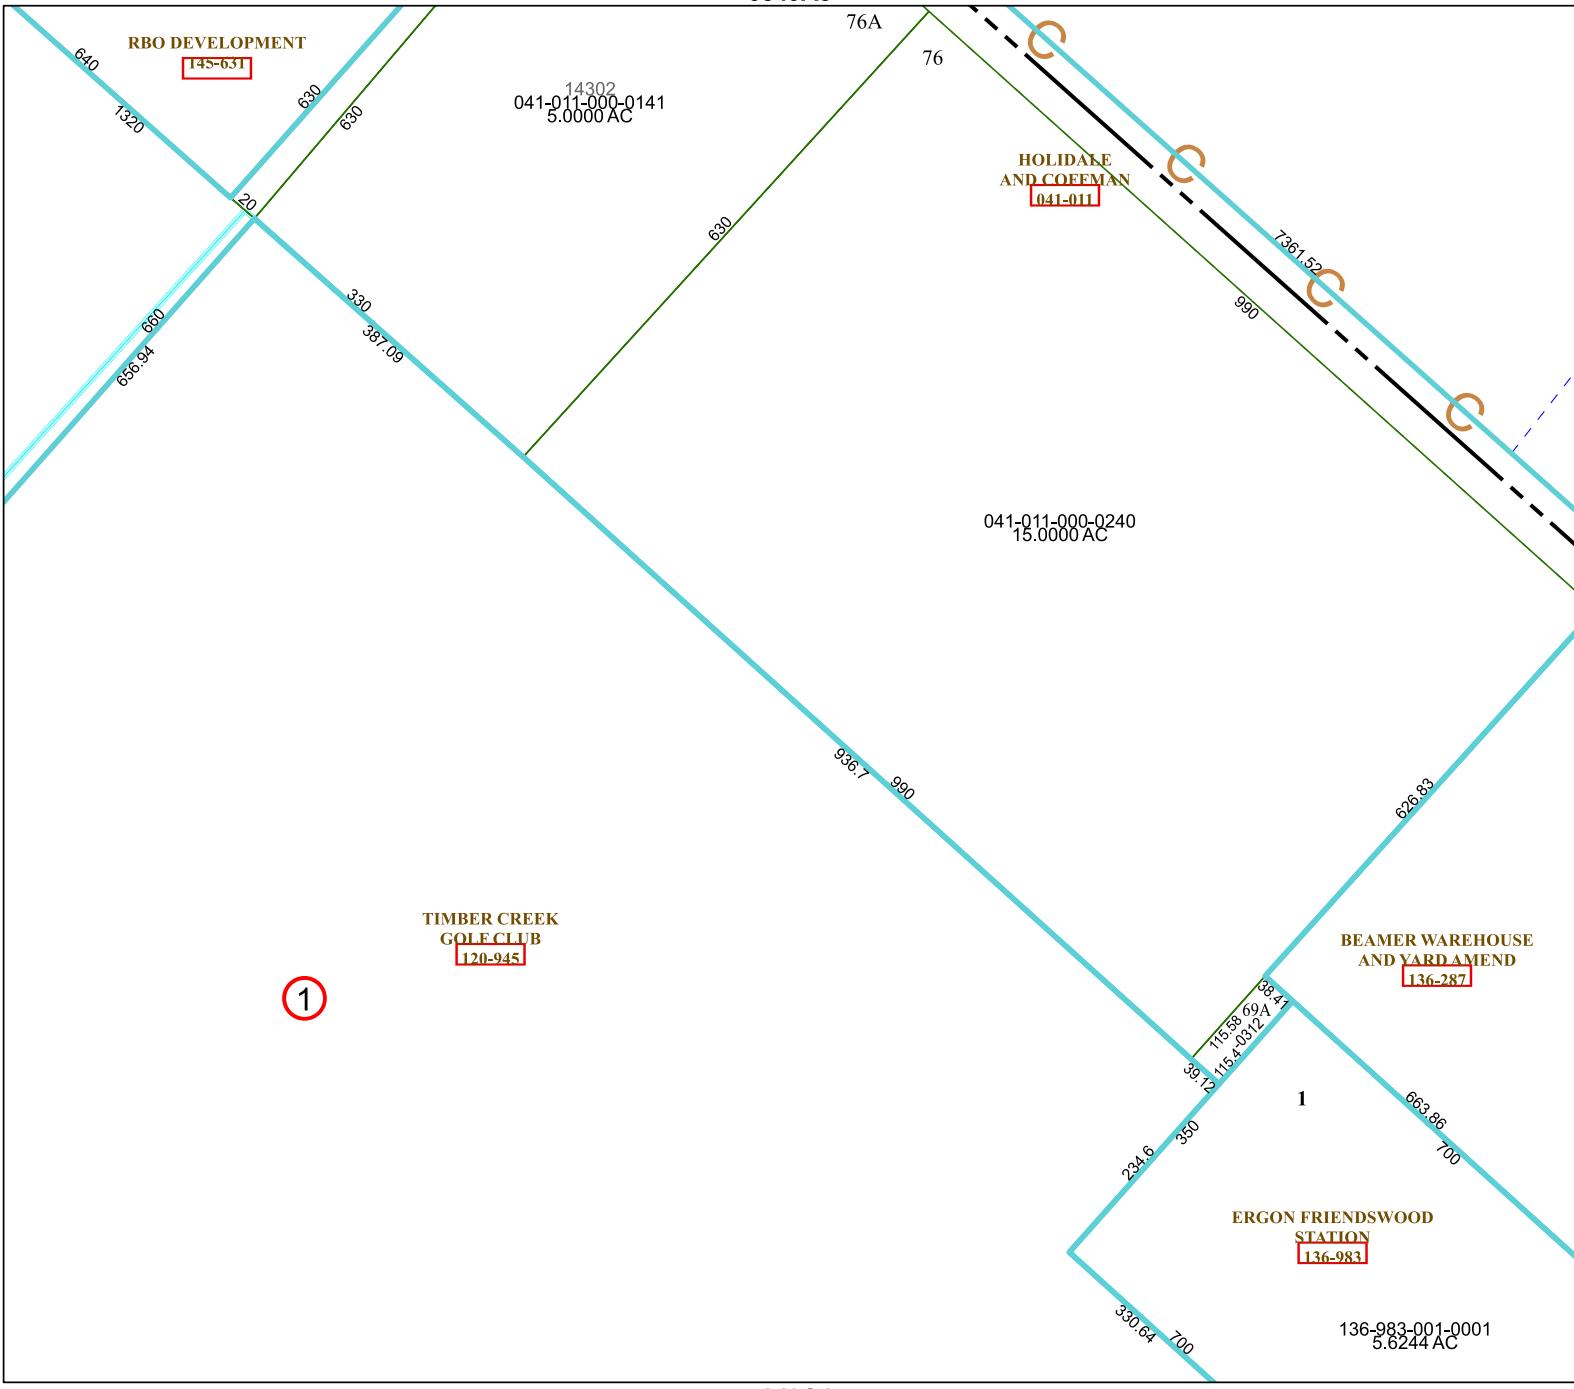 76A
RBO DEVELOPMENT
145-631
640
1320
630
630
76
14302
041-011-000-0141
5.0000 AC
HOLIDALE
AND COFFMAN
041-011
20
630
7361.52
990
330
387.09
660
656.94
041-011-000-0240
15.0000 AC
936.7
990
626.83
TIMBER CREEK
GOLF CLUB
120-945
1
BEAMER WAREHOUSE
AND YARD AMEND
136-287
38.41
69A
115.58
-0312
115.4
39.12
1
663.86
700
350
234.6
ERGON FRIENDSWOOD
STATION
136-983
330.64
700
136-983-001-0001
5.6244 AC
C
C
C
C